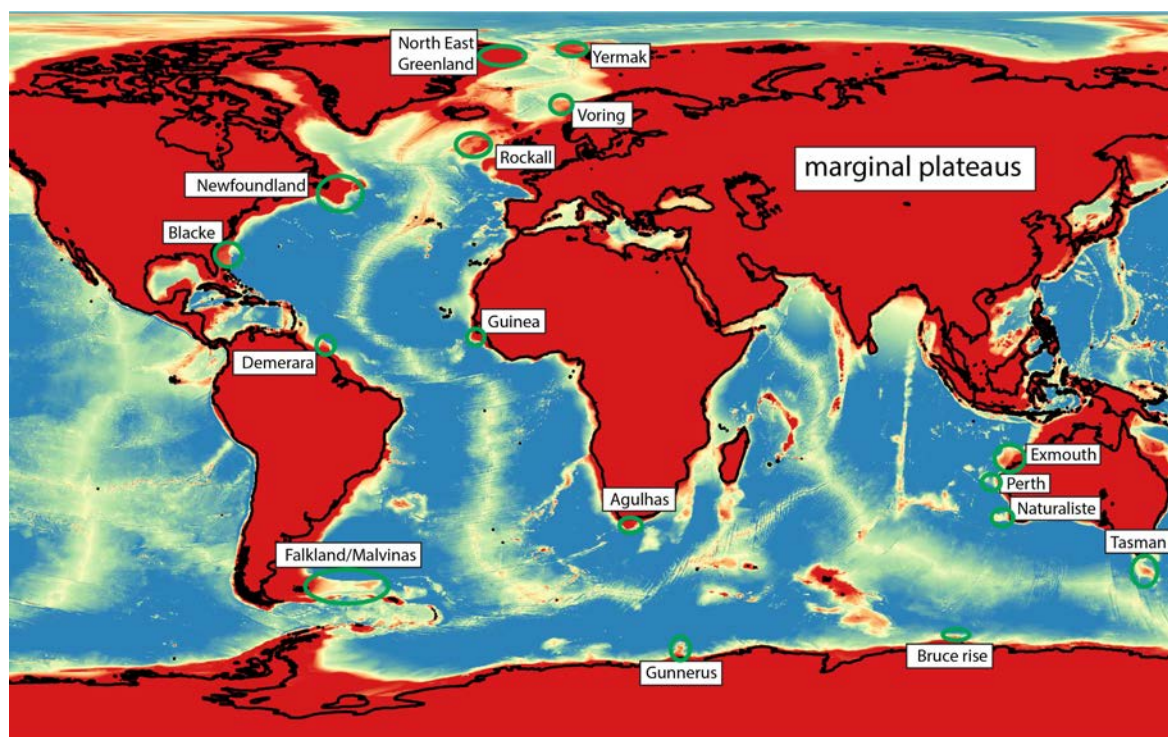 North East
Greenland
Yermak
Voring
Rockall
marginal plateaus
Newfoundland
Blacke
Guinea
Demerara
Exmouth
Perth
Agulhas
Naturaliste
Tasman
Falkland/Malvinas
Bruce rise
Gunnerus